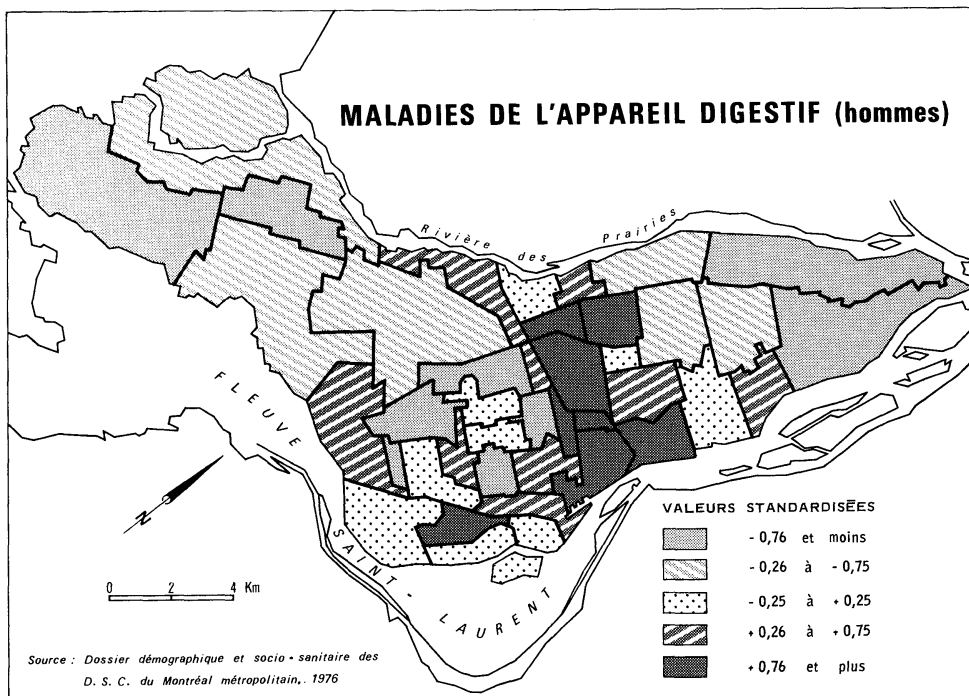 MALADIES DE L'APPAREIL DIGESTIF (hommes)
Rivière des Prairies
FLEUVE SAINT - LAURENT
N
0 2 4 Km
VALEURS STANDARDISÉES
- 0,76 et moins
- 0,26 à - 0,75
- 0,25 à + 0,25
+ 0,26 à + 0,75
+ 0,76 et plus
Source : Dossier démographique et socio - sanitaire des
D. S. C. du Montréal métropolitain,. 1976